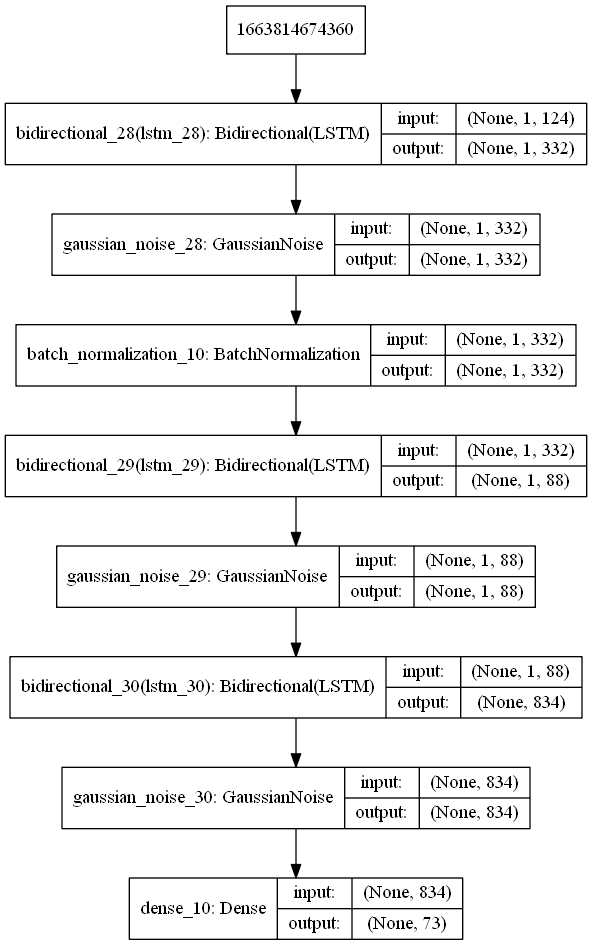 1663814674360
bidirectional_28(lstm_28): Bidirectional(LSTM)
input: (None, 1, 124)
output: (None, 1, 332)
gaussian_noise_28: GaussianNoise
input: (None, 1, 332)
output: (None, 1, 332)
batch_normalization_10: BatchNormalization
input: (None, 1, 332)
output: (None, 1, 332)
bidirectional_29(lstm_29): Bidirectional(LSTM)
input: (None, 1, 332)
output: (None, 1, 88)
gaussian_noise_29: GaussianNoise
input: (None, 1, 88)
output: (None, 1, 88)
bidirectional_30(lstm_30): Bidirectional(LSTM)
input: (None, 1, 88)
output: (None, 834)
gaussian_noise_30: GaussianNoise
input: (None, 834)
output: (None, 834)
dense_10: Dense
input: (None, 834)
output: (None, 73)